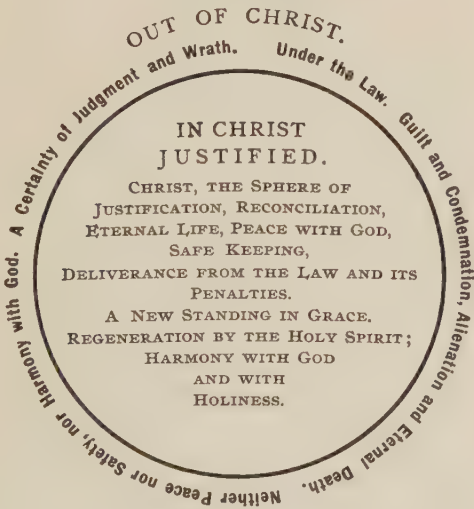 OUT OF CHRIST.
Under the Law. Guilt and Condemnation, Alienation and Eternal Death. Neither Peace nor Safety, nor Harmony with God. A Certainty of Judgment and Wrath.
IN CHRIST
JUSTIFIED.
CHRIST, THE SPHERE OF
JUSTIFICATION, RECONCILIATION,
ETERNAL LIFE, PEACE WITH GOD,
SAFE KEEPING,
DELIVERANCE FROM THE LAW AND ITS
PENALTIES.
A NEW STANDING IN GRACE.
REGENERATION BY THE HOLY SPIRIT;
HARMONY WITH GOD
AND WITH
HOLINESS.